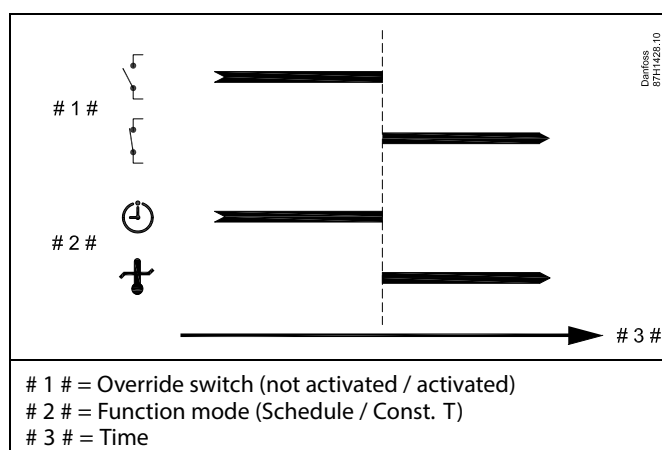 Danfoss
87H1428.10
# 1 #
# 2 #
# 3 #
# 1 # = Override switch (not activated / activated)
# 2 # = Function mode (Schedule / Const. T)
# 3 # = Time